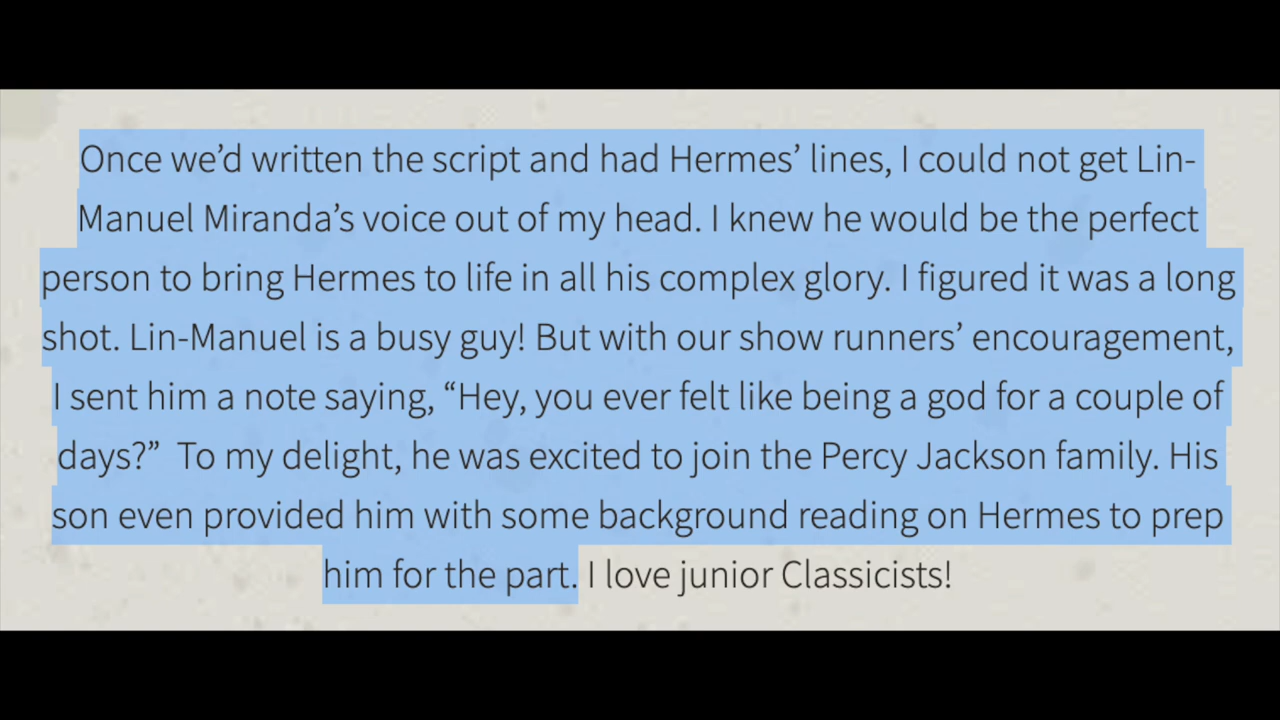 Once we’d written the script and had Hermes’ lines, I could not get Lin-
Manuel Miranda’s voice out of my head. I knew he would be the perfect
person to bring Hermes to life in all his complex glory. I figured it was a long
shot. Lin-Manuel is a busy guy! But with our show runners’ encouragement,
I sent him a note saying, “Hey, you ever felt like being a god for a couple of
days?”  To my delight, he was excited to join the Percy Jackson family. His
son even provided him with some background reading on Hermes to prep
him for the part. I love junior Classicists!